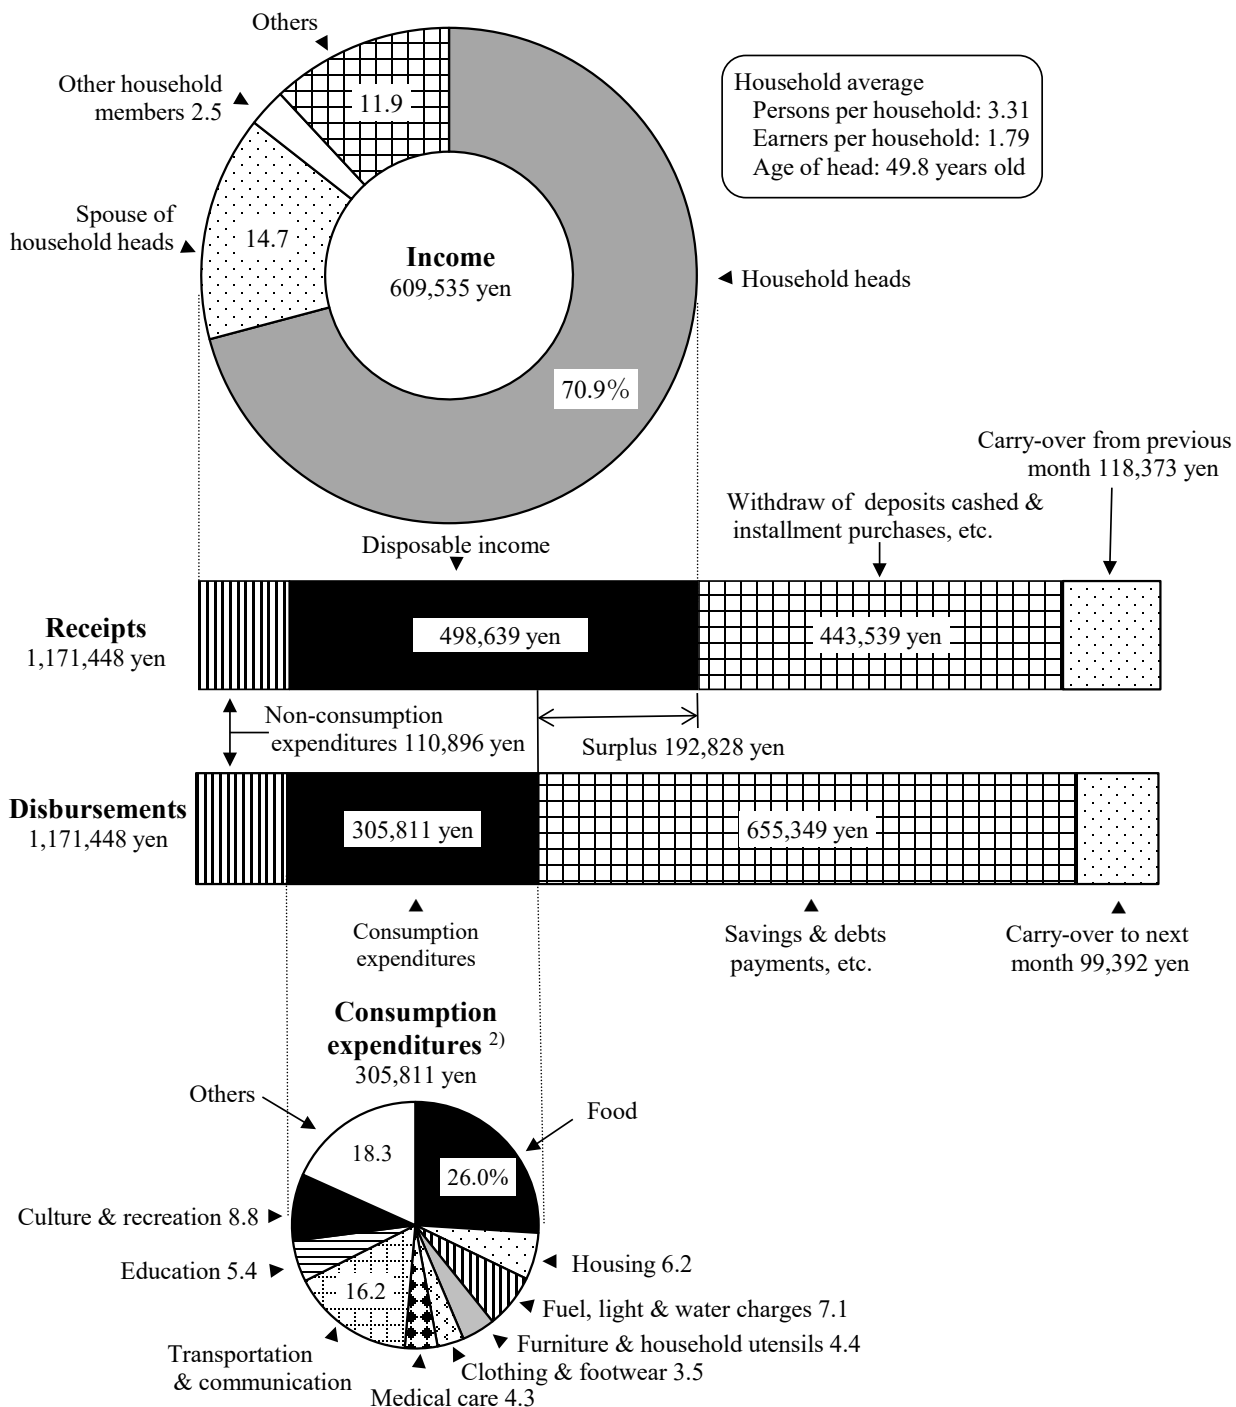 Others
Other household
members 2.5
11.9
Household average
Persons per household: 3.31
Earners per household: 1.79
Age of head: 49.8 years old
Spouse of
household heads
14.7
Income
609,535 yen
Household heads
70.9%
Carry-over from previous
month 118,373 yen
Withdraw of deposits cashed &
installment purchases, etc.
Disposable income
Receipts
1,171,448 yen
498,639 yen
443,539 yen
Non-consumption
expenditures 110,896 yen
Surplus 192,828 yen
Disbursements
1,171,448 yen
305,811 yen
655,349 yen
Consumption
expenditures
Savings & debts
payments, etc.
Carry-over to next
month 99,392 yen
Consumption
expenditures 2)
305,811 yen
Others
Food
18.3
26.0%
Culture & recreation 8.8
Housing 6.2
Education 5.4
16.2
Fuel, light & water charges 7.1
Furniture & household utensils 4.4
Transportation
& communication
Clothing & footwear 3.5
Medical care 4.3